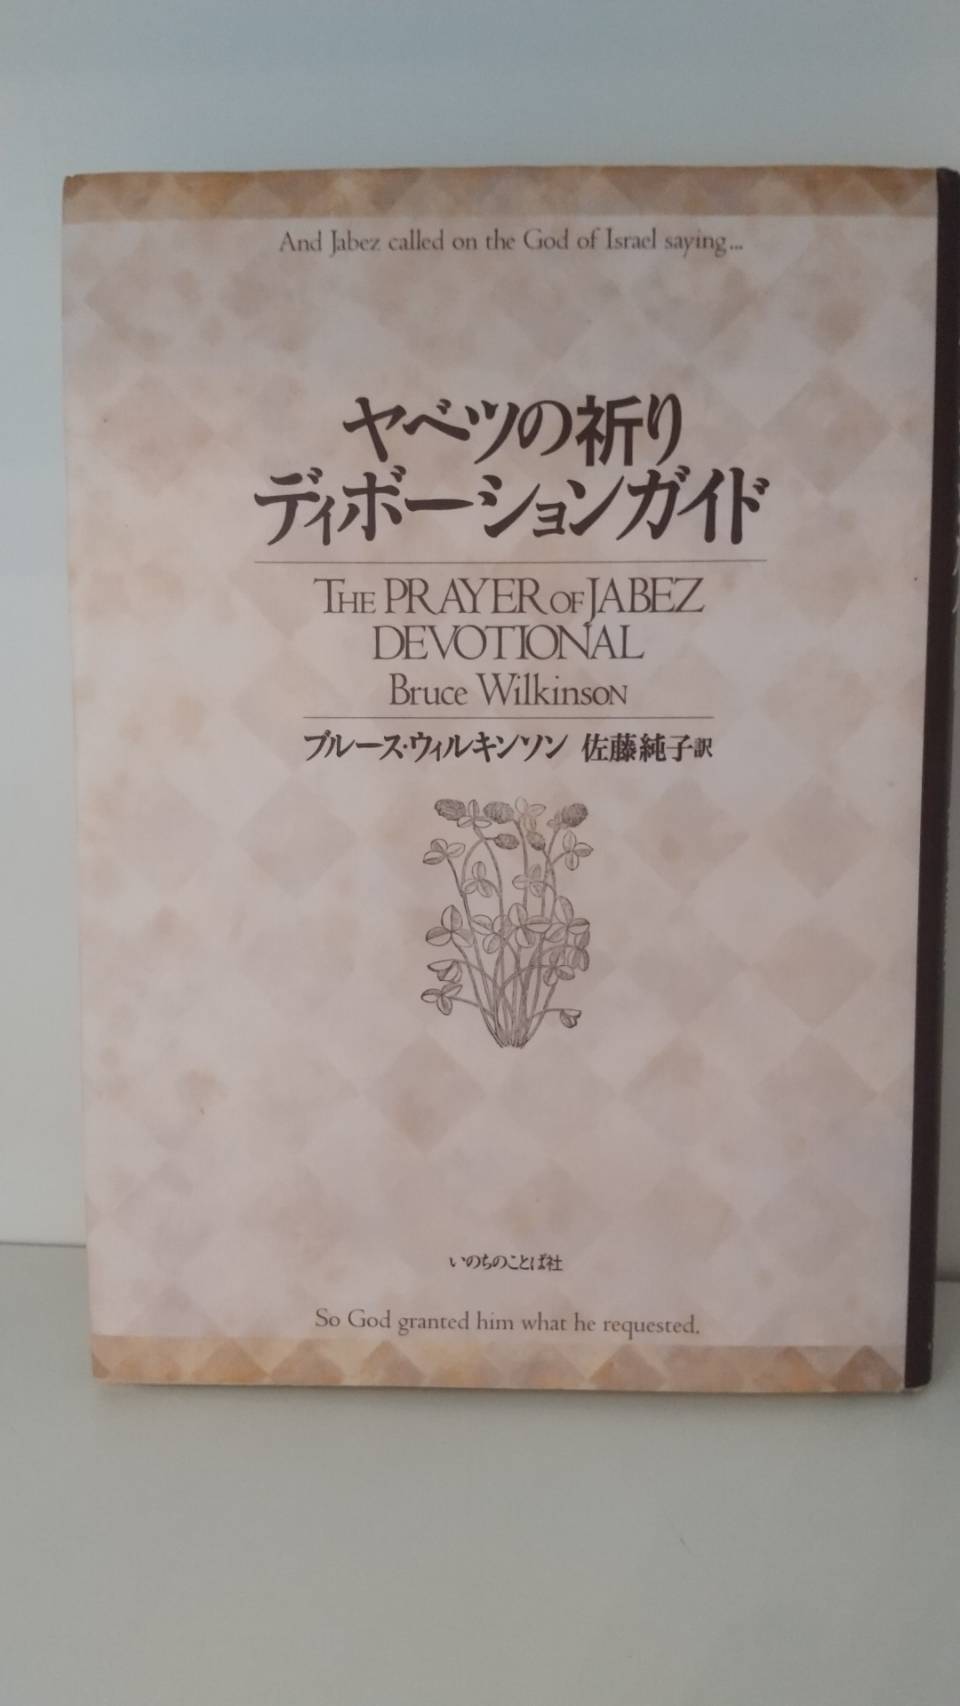 And Jabez called on the God of Israel saying...
ヤベツの祈り
ディボーションガイド
THE PRAYER OF JABEZ
DEVOTIONAL
Bruce Wilkinson
ブルース・ウィルキンソン 佐藤純子訳
いのちのことば社
So God granted him what he requested.